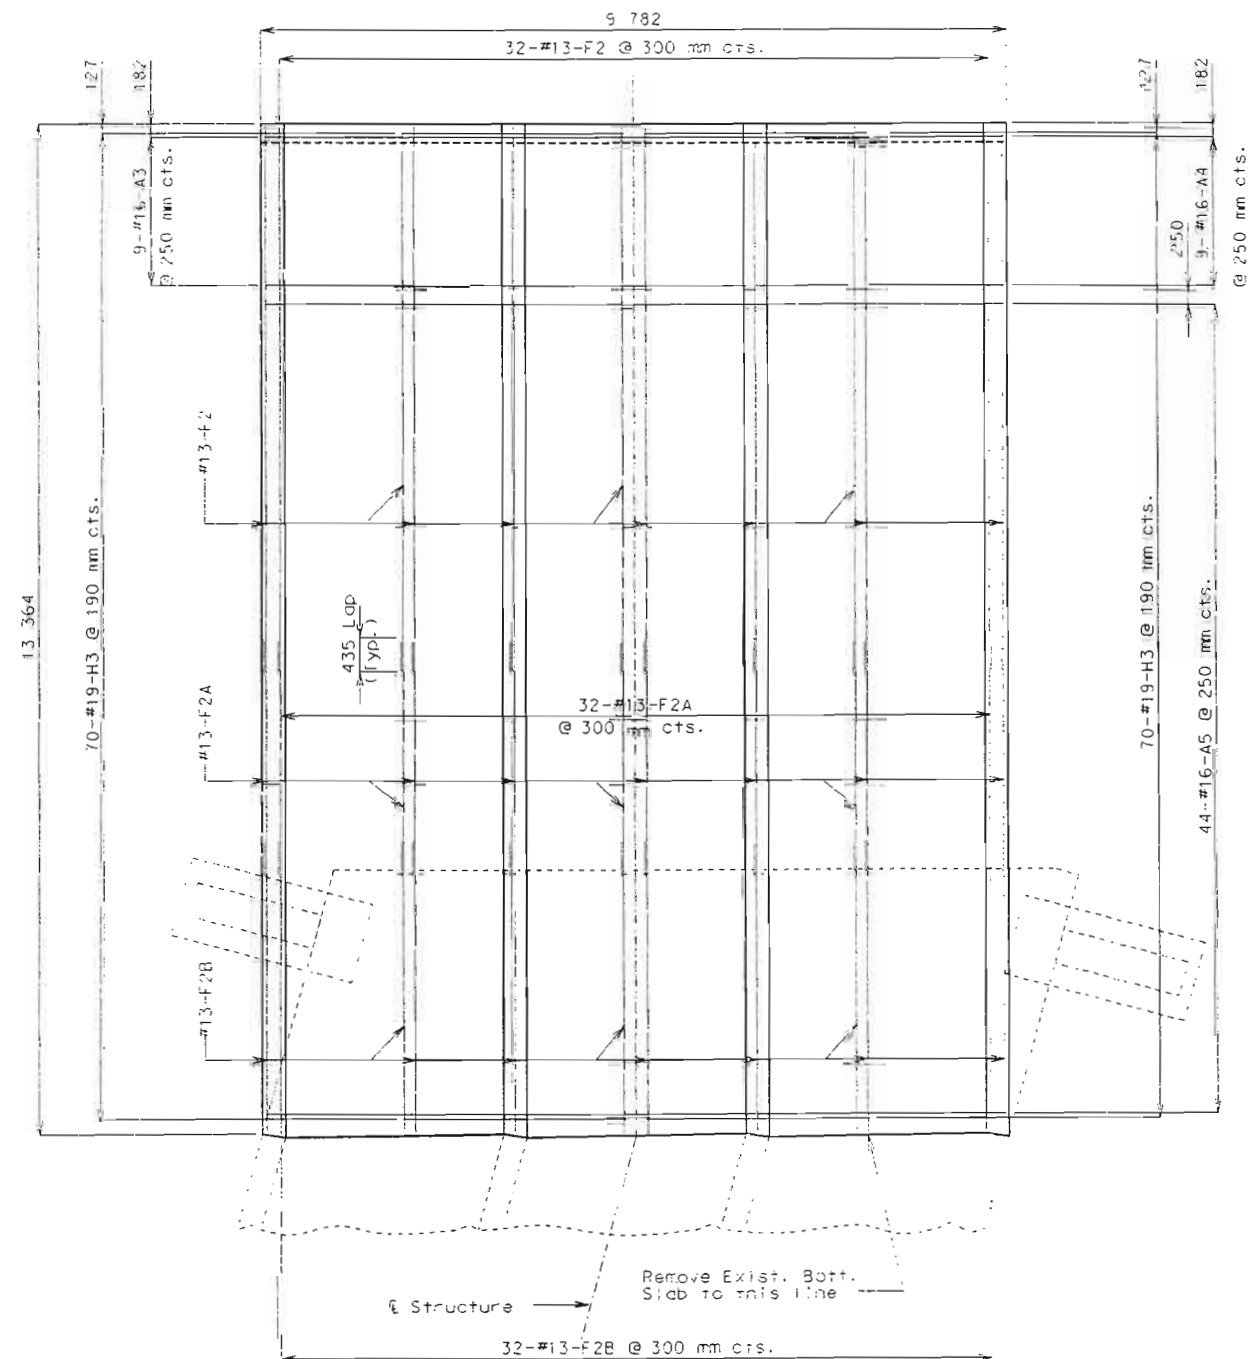 9 782
32-#13-F2 @ 300 mm cts.
127
182
127
182
9-#16-A3
@ 250 mm cts.
250
9-#16-A4
@ 250 mm cts.
#13-F2
13 364
70-#19-H3 @ 190 mm cts.
435 Lap
(Typ.)
#13-F2A
32-#13-F2A
@ 300 mm cts.
70-#19-H3 @ 190 mm cts.
44-#16-A5 @ 250 mm cts.
#13-F2B
Remove Exist. Bott.
Slab to this line
℄ Structure
32-#13-F2B @ 300 mm cts.